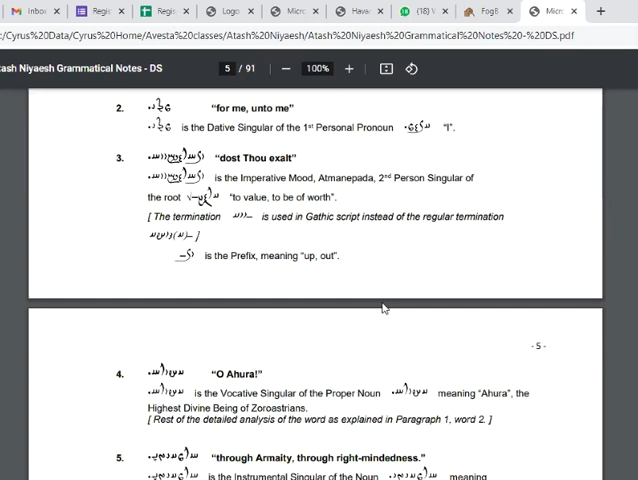 Inbox
Regis
Regis
Logo
Micro
Havar
(18) V
FogB
Micro
:/Cyrus%20Data/Cyrus%20Home/Avesta%20classes/Atash%20Niyaesh/Atash%20Niyaesh%20Grammatical%20Notes%20-%20DS.pdf
tash Niyaesh Grammatical Notes - DS
5 / 91
100%
2. “for me, unto me”
is the Dative Singular of the 1st Personal Pronoun “I”.
3. “dost Thou exalt”
is the Imperative Mood, Atmanepada, 2nd Person Singular of
the root “to value, to be of worth”.
[ The termination is used in Gathic script instead of the regular termination
]
is the Prefix, meaning “up, out”.
- 5 -
4. “O Ahura!”
is the Vocative Singular of the Proper Noun meaning “Ahura”, the
Highest Divine Being of Zoroastrians.
[ Rest of the detailed analysis of the word as explained in Paragraph 1, word 2. ]
5. “through Armaity, through right-mindedness.”
is the Instrumental Singular of the Noun meaning